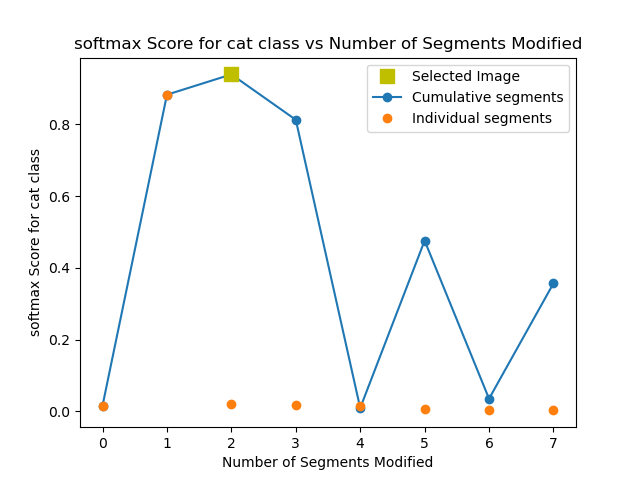 softmax Score for cat class vs Number of Segments Modified
Selected Image
Cumulative segments
Individual segments
softmax Score for cat class
0.8
0.6
0.4
0.2
0.0
0 1 2 3 4 5 6 7
Number of Segments Modified